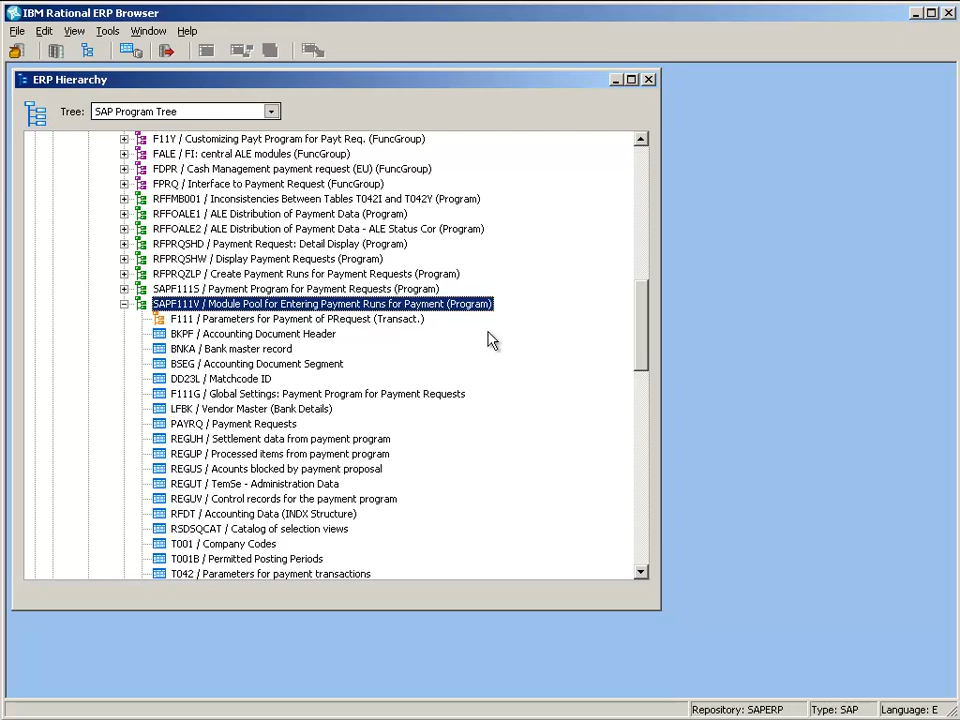 IBM Rational ERP Browser
File Edit View Tools Window Help
ERP Hierarchy
Tree: SAP Program Tree
F11Y / Customizing Payt Program for Payt Req. (FuncGroup)
FALE / FI: central ALE modules (FuncGroup)
FDPR / Cash Management payment request (EU) (FuncGroup)
FPRQ / Interface to Payment Request (FuncGroup)
RFFMB001 / Inconsistencies Between Tables T042I and T042Y (Program)
RFFOALE1 / ALE Distribution of Payment Data (Program)
RFFOALE2 / ALE Distribution of Payment Data - ALE Status Cor (Program)
RFPRQSHD / Payment Request: Detail Display (Program)
RFPRQSHW / Display Payment Requests (Program)
RFPRQZLP / Create Payment Runs for Payment Requests (Program)
SAPF111S / Payment Program for Payment Requests (Program)
SAPF111V / Module Pool for Entering Payment Runs for Payment (Program)
F111 / Parameters for Payment of PRequest (Transact.)
BKPF / Accounting Document Header
BNKA / Bank master record
BSEG / Accounting Document Segment
DD23L / Matchcode ID
F111G / Global Settings: Payment Program for Payment Requests
LFBK / Vendor Master (Bank Details)
PAYRQ / Payment Requests
REGUH / Settlement data from payment program
REGUP / Processed items from payment program
REGUS / Acounts blocked by payment proposal
REGUT / TemSe - Administration Data
REGUV / Control records for the payment program
RFDT / Accounting Data (INDX Structure)
RSDSQCAT / Catalog of selection views
T001 / Company Codes
T001B / Permitted Posting Periods
T042 / Parameters for payment transactions
Repository: SAPERP Type: SAP Language: E